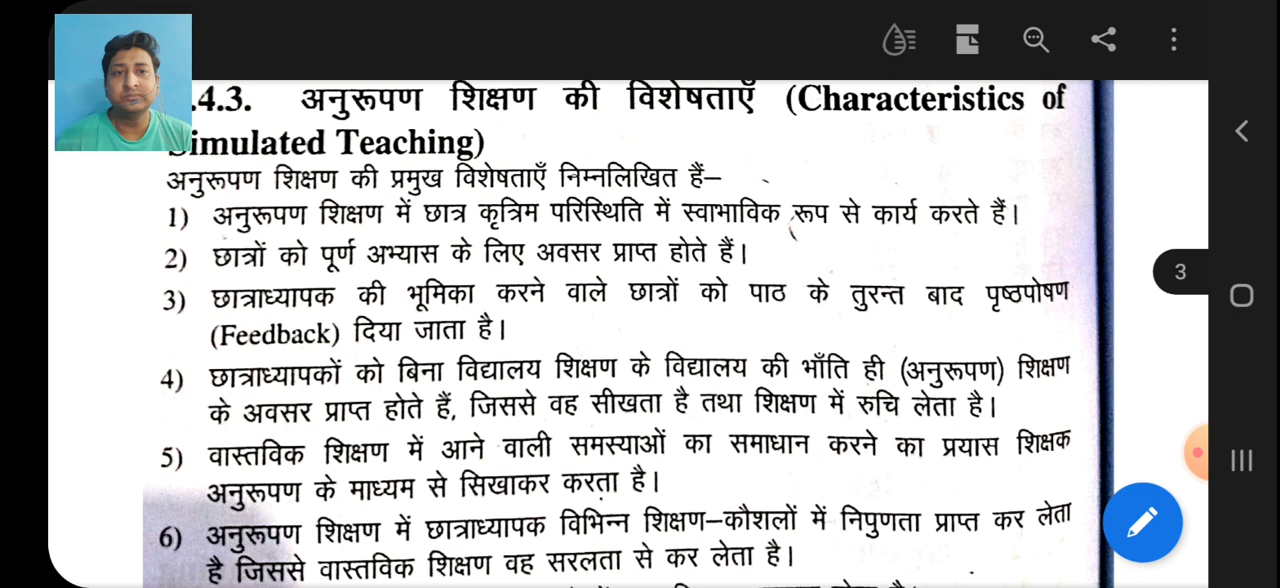 .4.3. अनुरूपण शिक्षण की विशेषताएँ (Characteristics of
Simulated Teaching)
अनुरूपण शिक्षण की प्रमुख विशेषताएँ निम्नलिखित हैं–
1) अनुरूपण शिक्षण में छात्र कृत्रिम परिस्थिति में स्वाभाविक रूप से कार्य करते हैं।
2) छात्रों को पूर्ण अभ्यास के लिए अवसर प्राप्त होते हैं।
3) छात्राध्यापक की भूमिका करने वाले छात्रों को पाठ के तुरन्त बाद पृष्ठपोषण
(Feedback) दिया जाता है।
4) छात्राध्यापकों को बिना विद्यालय शिक्षण के विद्यालय की भाँति ही (अनुरूपण) शिक्षण
के अवसर प्राप्त होते हैं, जिससे वह सीखता है तथा शिक्षण में रुचि लेता है।
5) वास्तविक शिक्षण में आने वाली समस्याओं का समाधान करने का प्रयास शिक्षक
अनुरूपण के माध्यम से सिखाकर करता है।
6) अनुरूपण शिक्षण में छात्राध्यापक विभिन्न शिक्षण–कौशलों में निपुणता प्राप्त कर लेता
है जिससे वास्तविक शिक्षण वह सरलता से कर लेता है।
3